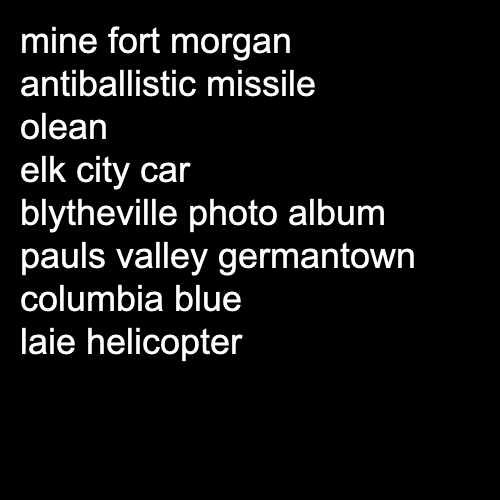 mine fort morgan
antiballistic missile
olean
elk city car
blytheville photo album
pauls valley germantown
columbia blue
laie helicopter